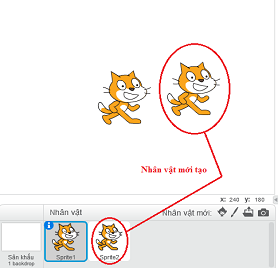 Nhân vật mới tạo
x: 240 y: 180
Nhân vật
Nhân vật mới:
Sân khấu
1 backdrop
Sprite1
Sprite2